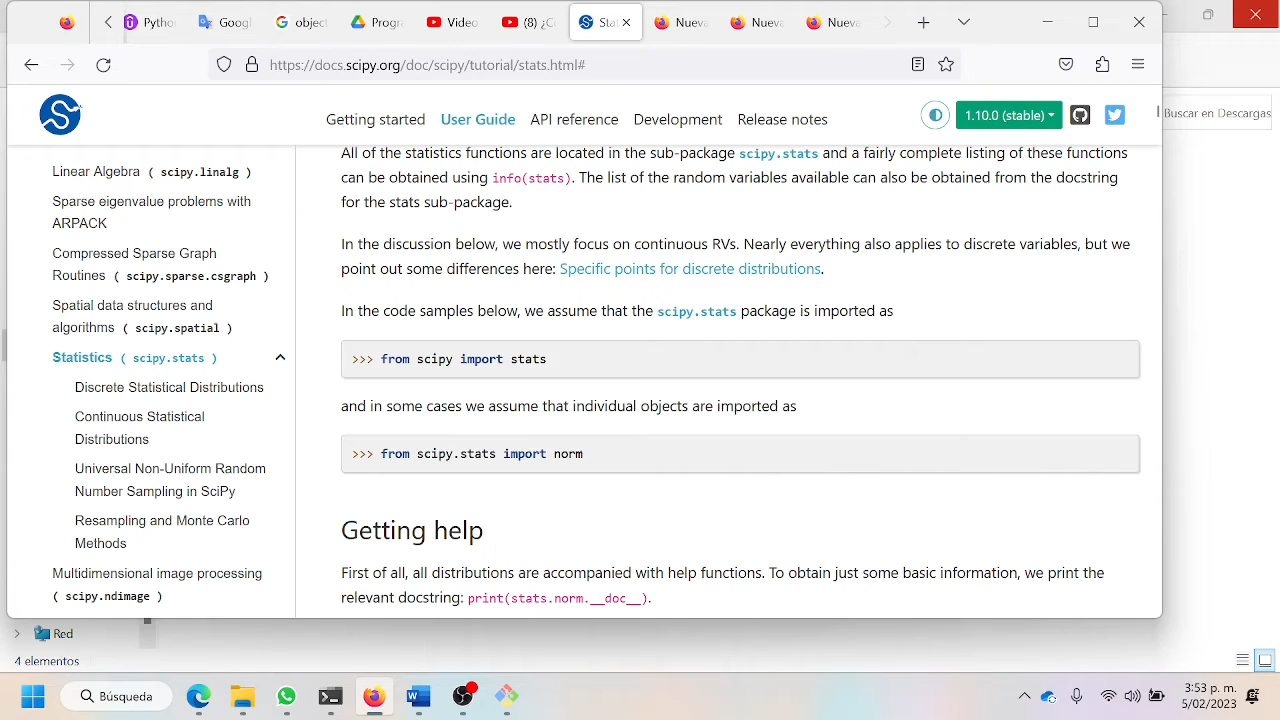 Pytho
Googl
object
Progra
Video
(8) ¿C
Stat
Nueva
Nueva
Nueva
https://docs.scipy.org/doc/scipy/tutorial/stats.html#
Getting started
User Guide
API reference
Development
Release notes
1.10.0 (stable)
Buscar en Descargas
Linear Algebra ( scipy.linalg )
Sparse eigenvalue problems with
ARPACK
Compressed Sparse Graph
Routines ( scipy.sparse.csgraph )
Spatial data structures and
algorithms ( scipy.spatial )
Statistics ( scipy.stats )
Discrete Statistical Distributions
Continuous Statistical
Distributions
Universal Non-Uniform Random
Number Sampling in SciPy
Resampling and Monte Carlo
Methods
Multidimensional image processing
( scipy.ndimage )
All of the statistics functions are located in the sub-package scipy.stats and a fairly complete listing of these functions
can be obtained using info(stats). The list of the random variables available can also be obtained from the docstring
for the stats sub-package.
In the discussion below, we mostly focus on continuous RVs. Nearly everything also applies to discrete variables, but we
point out some differences here: Specific points for discrete distributions.
In the code samples below, we assume that the scipy.stats package is imported as
>>> from scipy import stats
and in some cases we assume that individual objects are imported as
>>> from scipy.stats import norm
Getting help
First of all, all distributions are accompanied with help functions. To obtain just some basic information, we print the
relevant docstring: print(stats.norm.__doc__).
Red
4 elementos
Búsqueda
3:53 p. m.
5/02/2023